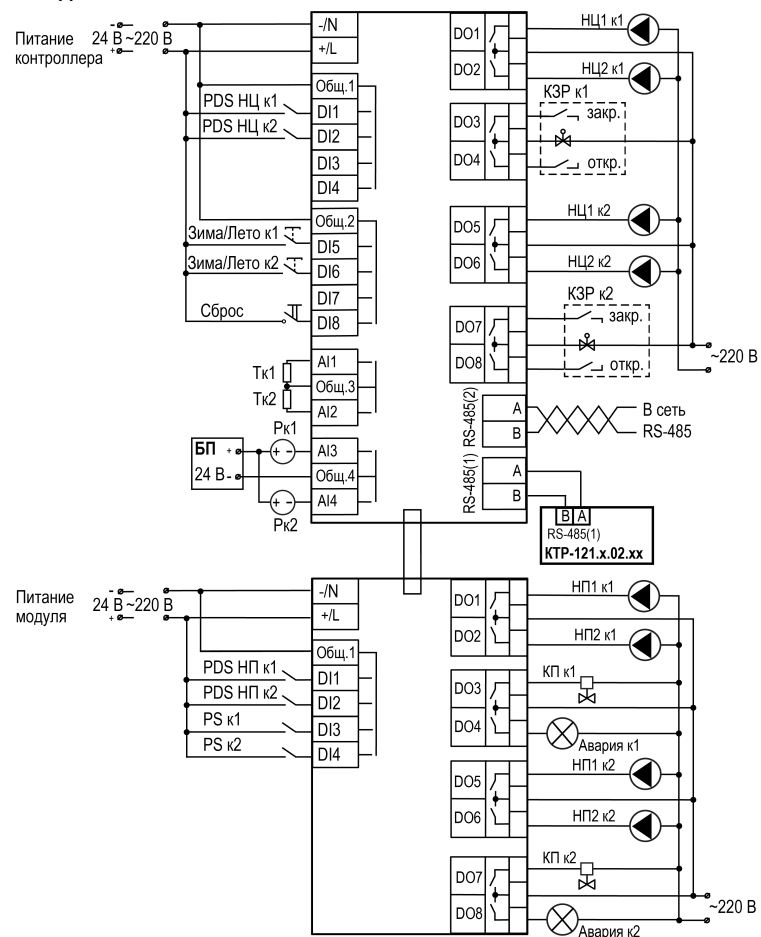 Питание
контроллера
-
24 В
+
~220 В
-/N
+/L
Общ.1
PDS НЦ к1
DI1
PDS НЦ к2
DI2
DI3
DI4
Общ.2
Зима/Лето к1
DI5
Зима/Лето к2
DI6
DI7
Сброс
DI8
Тк1
AI1
Общ.3
Тк2
AI2
Рк1
БП
+
24 В
-
+ -
AI3
Общ.4
+ -
AI4
Рк2
DO1
НЦ1 к1
DO2
НЦ2 к1
КЗР к1
DO3
закр.
DO4
откр.
DO5
НЦ1 к2
DO6
НЦ2 к2
КЗР к2
DO7
закр.
DO8
откр.
~220 В
RS-485(2)
A
B
В сеть
RS-485
RS-485(1)
A
B
B A
RS-485(1)
КТР-121.x.02.xx
Питание
модуля
-
24 В
+
~220 В
-/N
+/L
Общ.1
PDS НП к1
DI1
PDS НП к2
DI2
PS к1
DI3
PS к2
DI4
DO1
НП1 к1
DO2
НП2 к1
DO3
КП к1
DO4
Авария к1
DO5
НП1 к2
DO6
НП2 к2
DO7
КП к2
DO8
Авария к2
~220 В